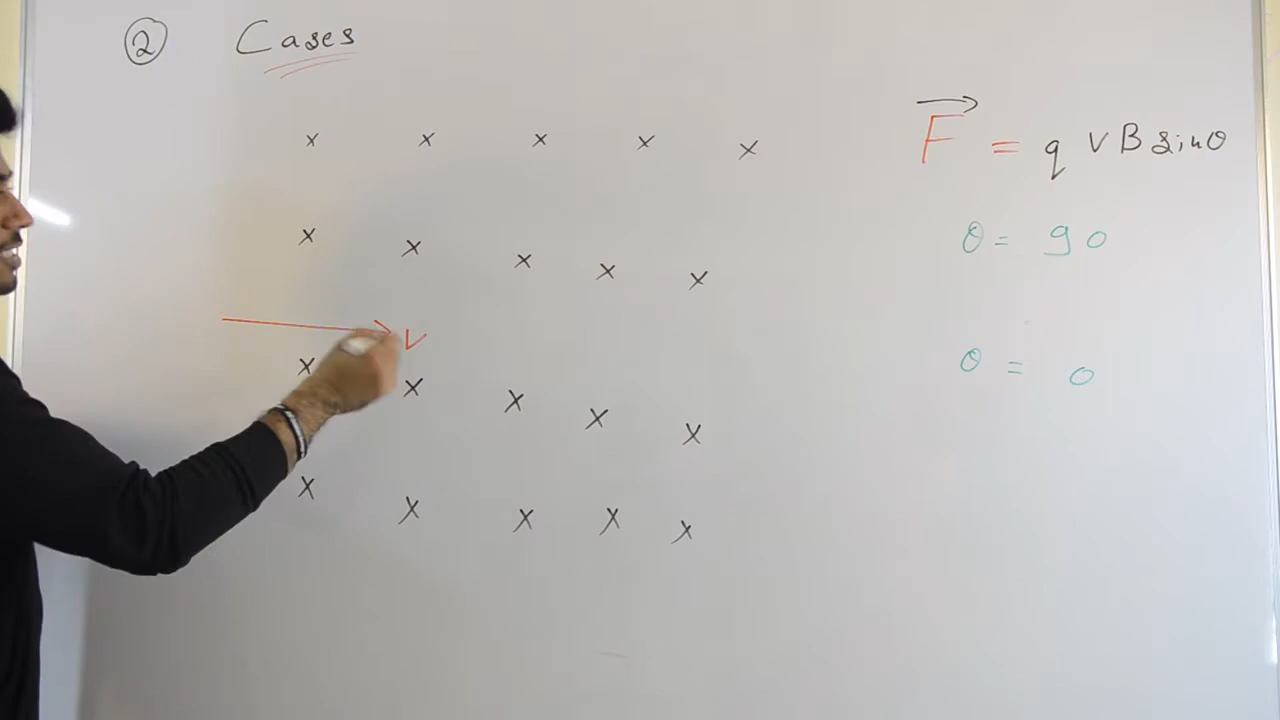 ② Cases
x x x x x
F⃗ = q v B sinθ
x x x x x
θ = 90
v
x x x x x
θ = 0
x x x x x